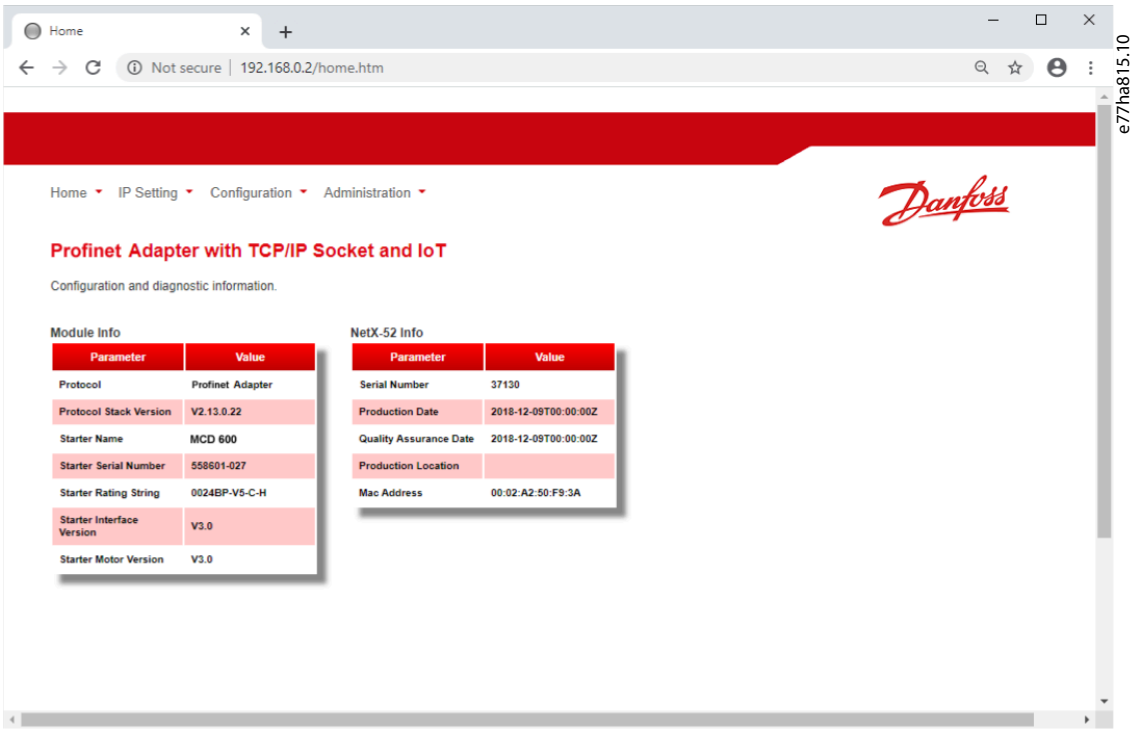 Home
Not secure | 192.168.0.2/home.htm
e77ha815.10
Home IP Setting Configuration Administration
Danfoss
Profinet Adapter with TCP/IP Socket and IoT
Configuration and diagnostic information.
Module Info
Parameter Value
Protocol Profinet Adapter
Protocol Stack Version V2.13.0.22
Starter Name MCD 600
Starter Serial Number 558601-027
Starter Rating String 0024BP-V5-C-H
Starter Interface
Version V3.0
Starter Motor Version V3.0
NetX-52 Info
Parameter Value
Serial Number 37130
Production Date 2018-12-09T00:00:00Z
Quality Assurance Date 2018-12-09T00:00:00Z
Production Location
Mac Address 00:02:A2:50:F9:3A